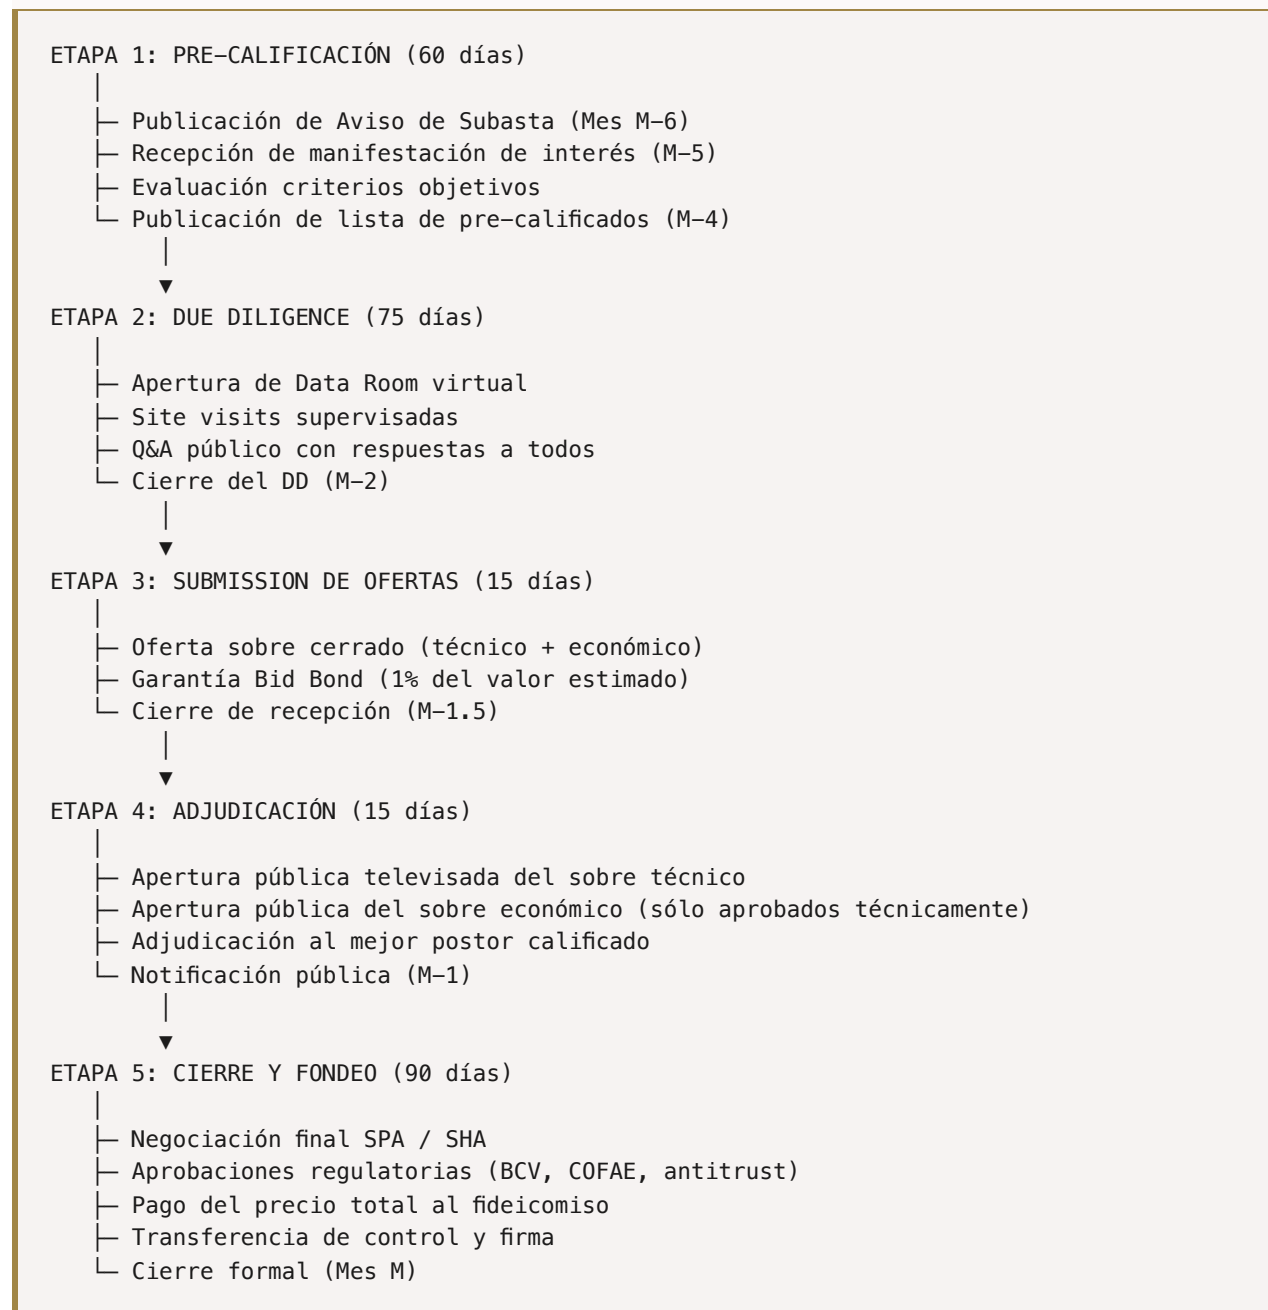 ETAPA 1: PRE–CALIFICACIÓN (60 días)
│
├─ Publicación de Aviso de Subasta (Mes M–6)
├─ Recepción de manifestación de interés (M–5)
├─ Evaluación criterios objetivos
└─ Publicación de lista de pre–calificados (M–4)
│
▼
ETAPA 2: DUE DILIGENCE (75 días)
│
├─ Apertura de Data Room virtual
├─ Site visits supervisadas
├─ Q&A público con respuestas a todos
└─ Cierre del DD (M–2)
│
▼
ETAPA 3: SUBMISSION DE OFERTAS (15 días)
│
├─ Oferta sobre cerrado (técnico + económico)
├─ Garantía Bid Bond (1% del valor estimado)
└─ Cierre de recepción (M–1.5)
│
▼
ETAPA 4: ADJUDICACIÓN (15 días)
│
├─ Apertura pública televisada del sobre técnico
├─ Apertura pública del sobre económico (sólo aprobados técnicamente)
├─ Adjudicación al mejor postor calificado
└─ Notificación pública (M–1)
│
▼
ETAPA 5: CIERRE Y FONDEO (90 días)
│
├─ Negociación final SPA / SHA
├─ Aprobaciones regulatorias (BCV, COFAE, antitrust)
├─ Pago del precio total al fideicomiso
├─ Transferencia de control y firma
└─ Cierre formal (Mes M)